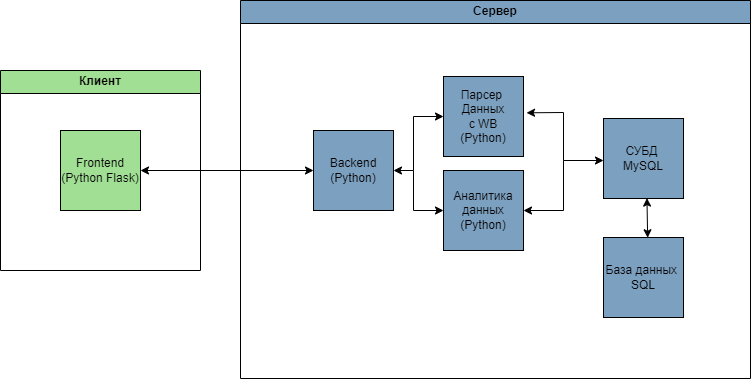 Сервер
Клиент
Frontend
(Python Flask)
Backend
(Python)
Парсер
Данных
с WB
(Python)
Аналитика
данных
(Python)
СУБД
MySQL
База данных
SQL